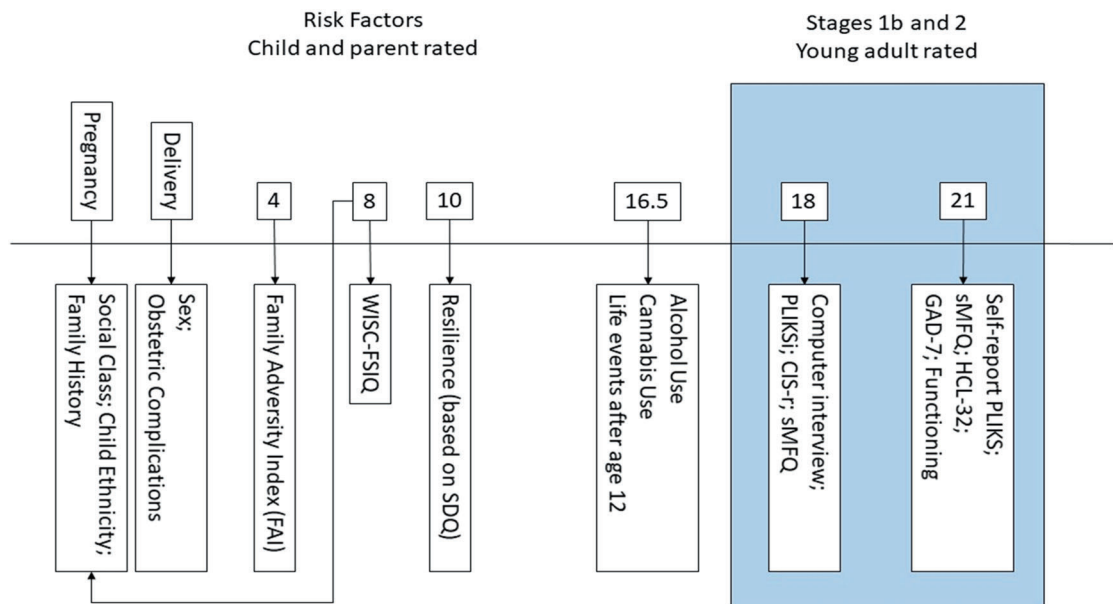 Risk Factors
Child and parent rated
Stages 1b and 2
Young adult rated
Pregnancy
Delivery
4
8
10
16.5
18
21
Social Class; Child Ethnicity;
Family History
Sex;
Obstetric Complications
Family Adversity Index (FAI)
WISC-FSIQ
Resilience (based on SDQ)
Alcohol Use
Cannabis Use
Life events after age 12
Computer interview;
PLIKSi; CIS-r; sMFQ
Self-report PLIKS;
sMFQ; HCL-32;
GAD-7; Functioning